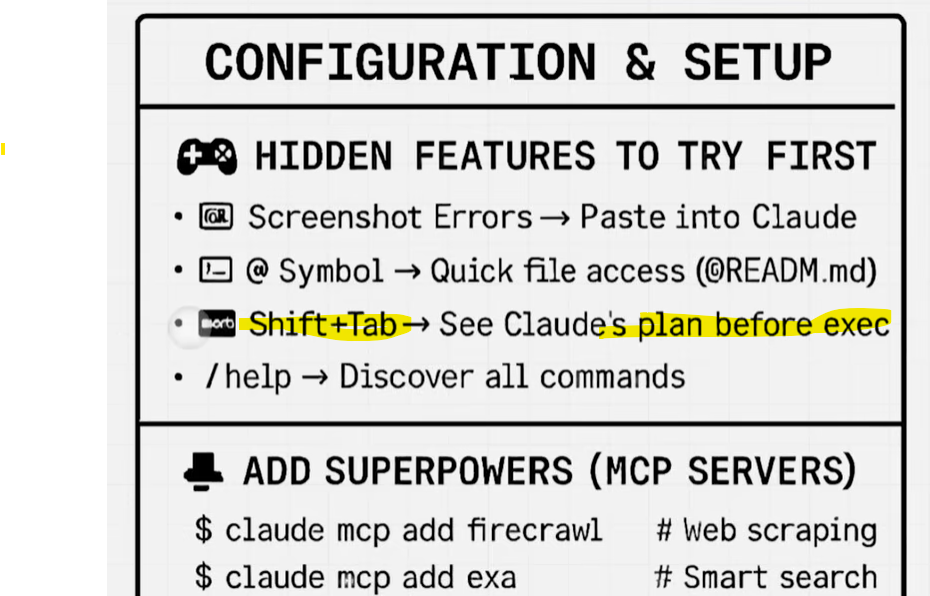 CONFIGURATION & SETUP
HIDDEN FEATURES TO TRY FIRST
• Screenshot Errors → Paste into Claude
• @ Symbol → Quick file access (@READM.md)
• Shift+Tab → See Claude's plan before exec
• /help → Discover all commands
ADD SUPERPOWERS (MCP SERVERS)
$ claude mcp add firecrawl # Web scraping
$ claude mcp add exa # Smart search